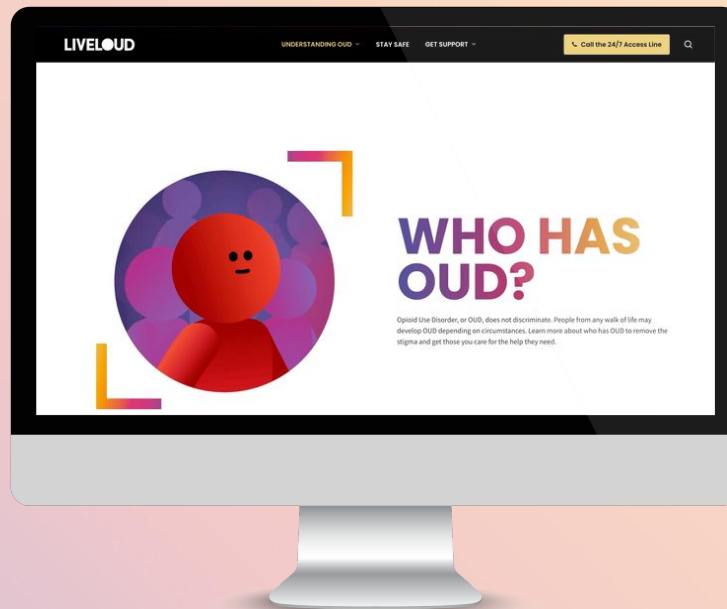 LIVELOUD
UNDERSTANDING OUD
STAY SAFE
GET SUPPORT
Call the 24/7 Access Line
WHO HAS
OUD?
Opioid Use Disorder, or OUD, does not discriminate. People from any walk of life may
develop OUD depending on circumstances. Learn more about who has OUD to remove the
stigma and get those you care for the help they need.